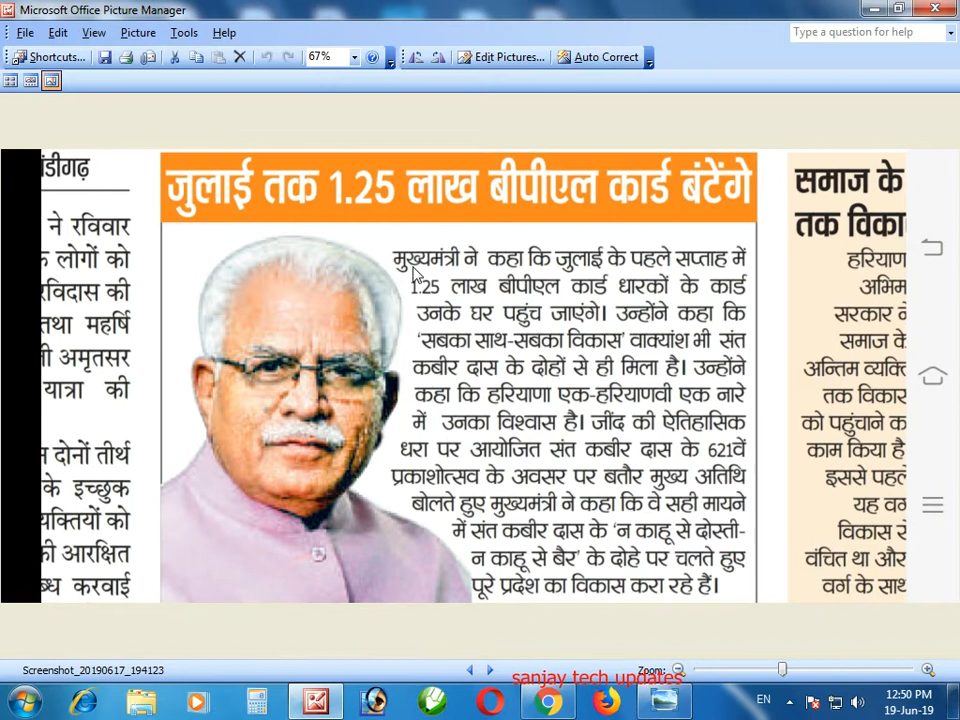 Microsoft Office Picture Manager
File Edit View Picture Tools Help
Type a question for help
Shortcuts... 67% Edit Pictures... Auto Correct
ंडीगढ़
ने रविवार
लोगों को
रविदास की
तथा महर्षि
अमृतसर
यात्रा की
दोनों तीर्थ
के इच्छुक
यक्तियों को
की आरक्षित
ब्ध करवाई
जुलाई तक 1.25 लाख बीपीएल कार्ड बंटेंगे
मुख्यमंत्री ने कहा कि जुलाई के पहले सप्ताह में
1.25 लाख बीपीएल कार्ड धारकों के कार्ड
उनके घर पहुंच जाएंगे। उन्होंने कहा कि
‘सबका साथ-सबका विकास’ वाक्यांश भी संत
कबीर दास के दोहों से ही मिला है। उन्होंने
कहा कि हरियाणा एक-हरियाणवी एक नारे
में उनका विश्वास है। जींद की ऐतिहासिक
धरा पर आयोजित संत कबीर दास के 621वें
प्रकाशोत्सव के अवसर पर बतौर मुख्य अतिथि
बोलते हुए मुख्यमंत्री ने कहा कि वे सही मायने
में संत कबीर दास के ‘न काहू से दोस्ती-
न काहू से बैर’ के दोहे पर चलते हुए
पूरे प्रदेश का विकास करा रहे हैं।
समाज के
तक विका
हरियाण
अभिम
सरकार ने
समाज के
अन्तिम व्यक्ति
तक विकास
को पहुंचाने क
काम किया है
इससे पहले
यह वर्ग
विकास से
वंचित था और
वर्ग के साथ
Screenshot_20190617_194123
Zoom:
sanjay tech updates
EN
12:50 PM
19-Jun-19